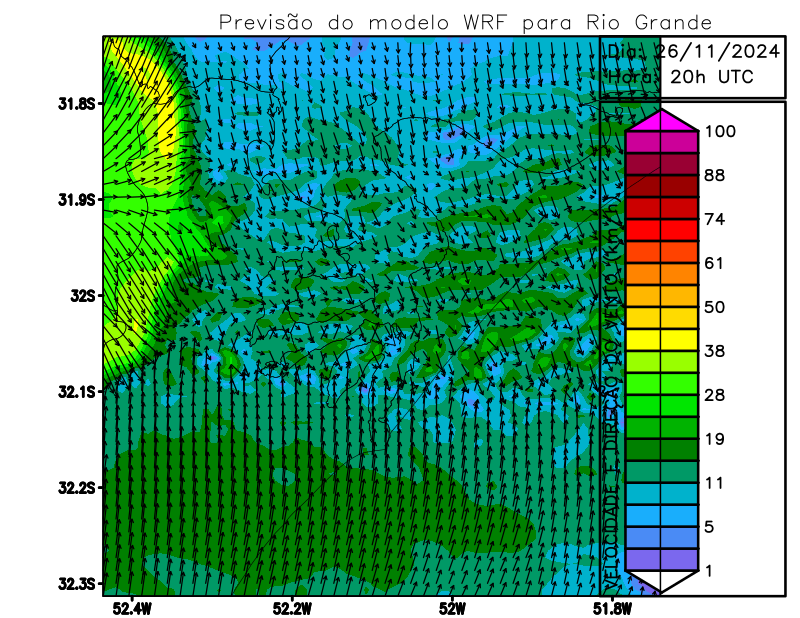 Previsão do modelo WRF para Rio Grande
Dia: 26/11/2024
Hora: 20h UTC
31.8S
31.9S
32S
32.1S
32.2S
32.3S
52.4W
52.2W
52W
51.8W
VELOCIDADE E DIREÇÃO DO VENTO (Km/h)
100
88
74
61
50
38
28
19
11
5
1